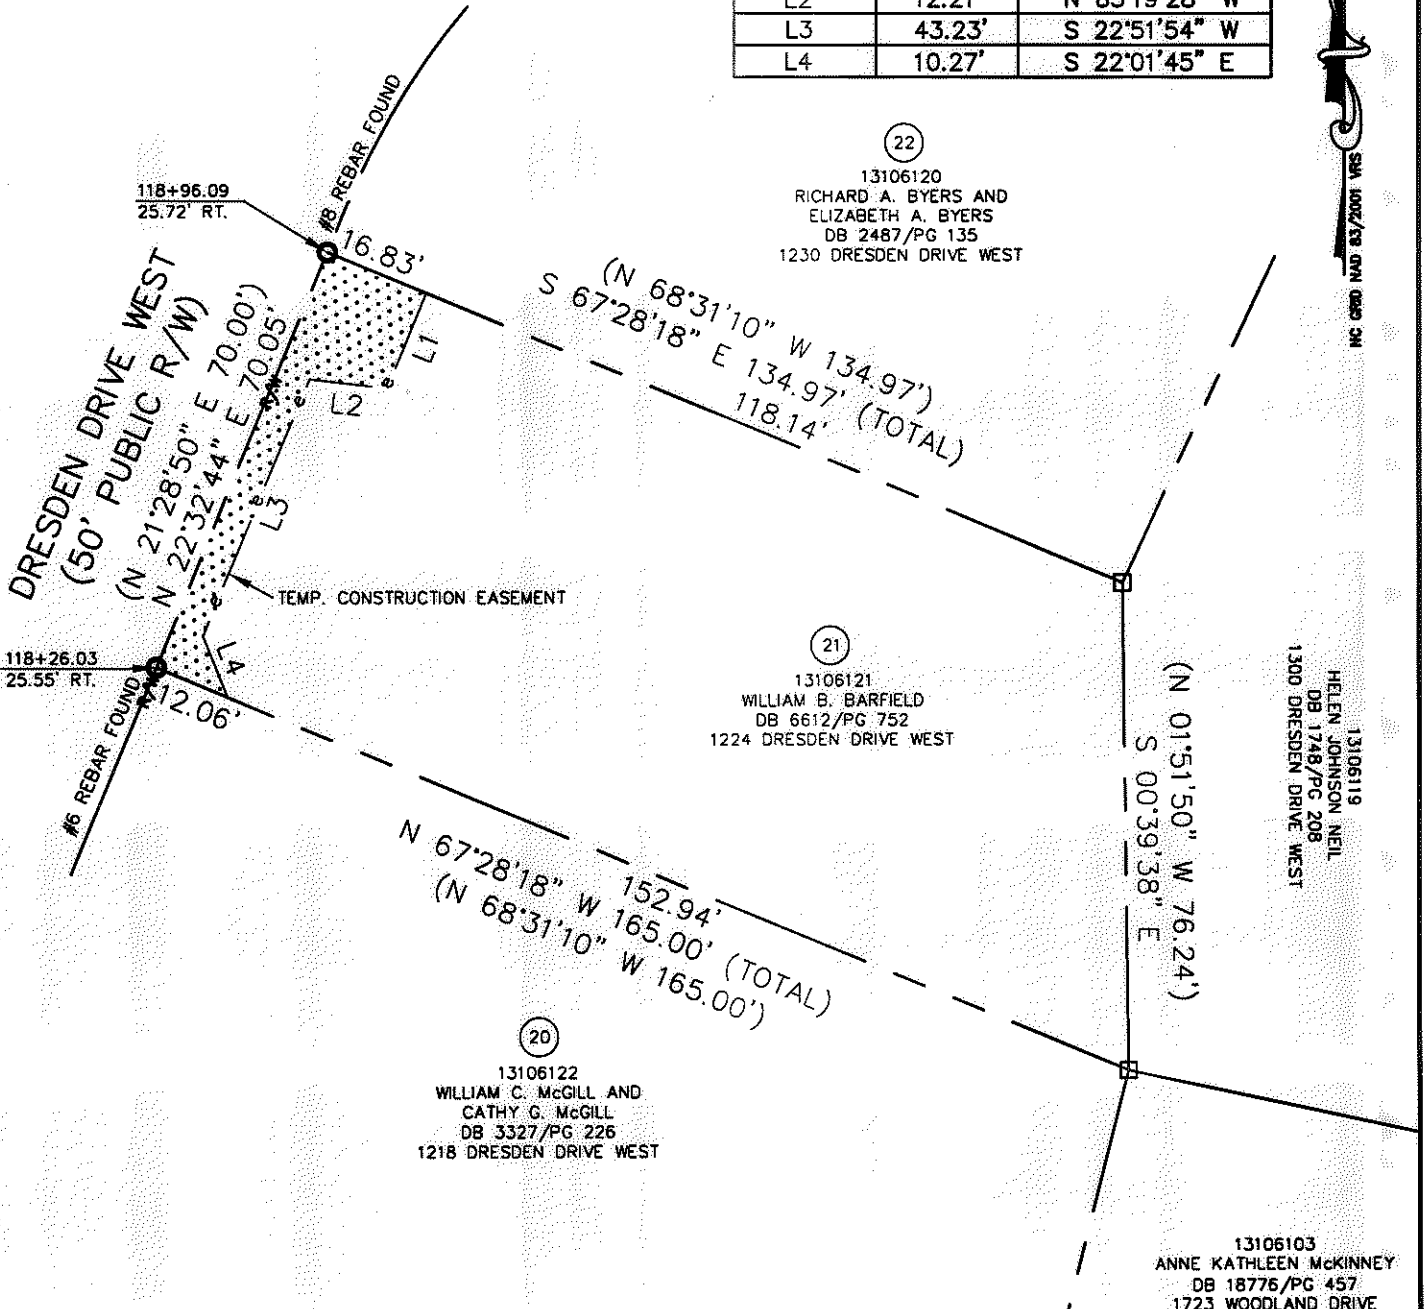 L2 12.21' N 83°19'28" W
L3 43.23' S 22°51'54" W
L4 10.27' S 22°01'45" E
NC GRID NAD 83/2001 VRS
#8 REBAR FOUND
118+96.09
25.72' RT.
16.83'
22
13106120
RICHARD A. BYERS AND
ELIZABETH A. BYERS
DB 2487/PG 135
1230 DRESDEN DRIVE WEST
(N 68°31'10" W 134.97')
S 67°28'18" E 134.97' (TOTAL)
118.14'
DRESDEN DRIVE WEST
(50' PUBLIC R/W)
(N 21°28'50" E 70.00')
N 22°32'44" E 70.05'
R/W
L1
e
L2
e
e
L3
e
TEMP. CONSTRUCTION EASEMENT
L4
118+26.03
25.55' RT.
R/W
12.06'
#6 REBAR FOUND
21
13106121
WILLIAM B. BARFIELD
DB 6612/PG 752
1224 DRESDEN DRIVE WEST
(N 01°51'50" W 76.24')
S 00°39'38" E
13106119
HELEN JOHNSON NEIL
DB 1748/PG 208
1300 DRESDEN DRIVE WEST
152.94'
N 67°28'18" W 165.00' (TOTAL)
(N 68°31'10" W 165.00')
20
13106122
WILLIAM C. McGILL AND
CATHY G. McGILL
DB 3327/PG 226
1218 DRESDEN DRIVE WEST
13106103
ANNE KATHLEEN McKINNEY
DB 18776/PG 457
1723 WOODLAND DRIVE